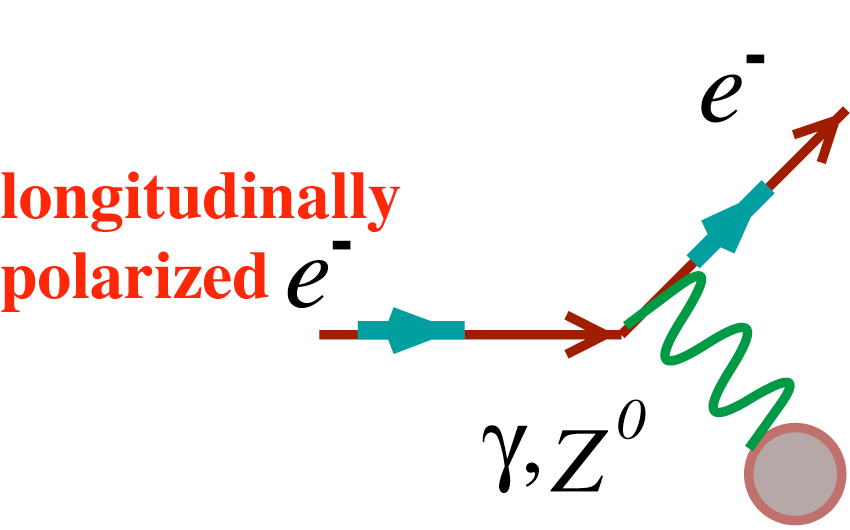 e⁻
longitudinally
polarized e⁻
γ, Z⁰